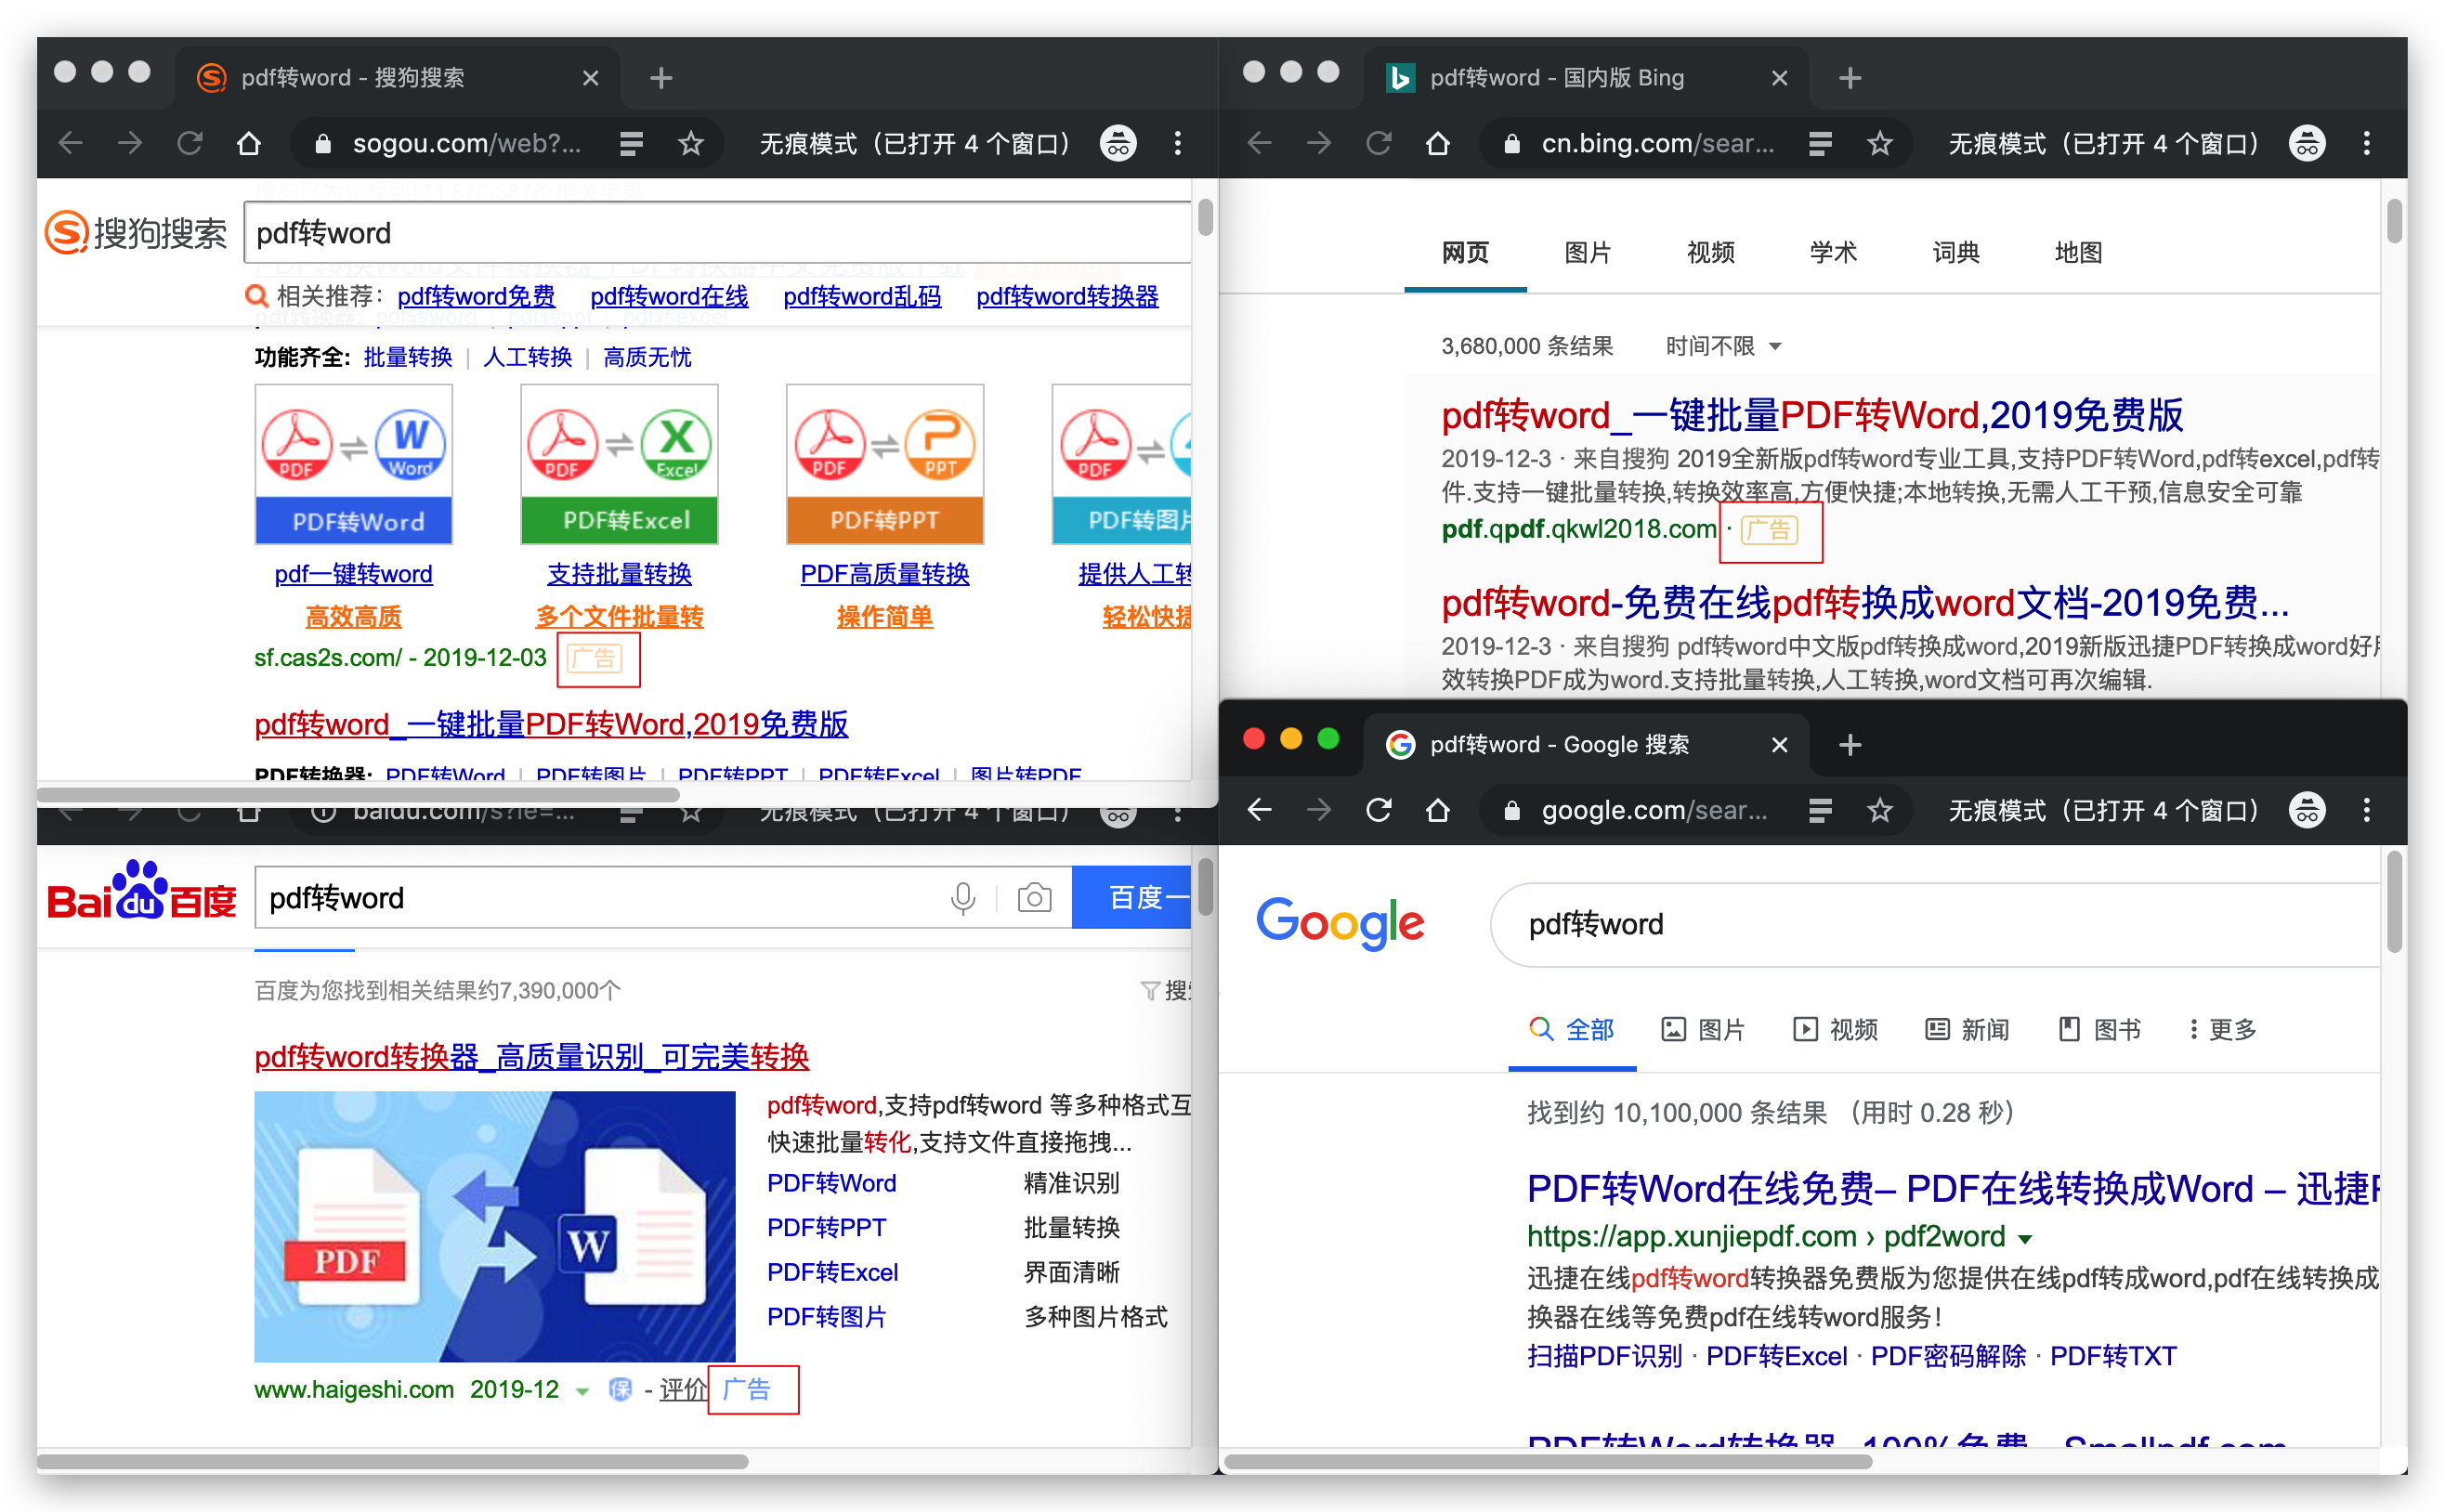 pdf转word - 搜狗搜索
sogou.com/web?...
无痕模式（已打开 4 个窗口）
搜狗搜索
pdf转word
相关推荐： pdf转word免费 pdf转word在线 pdf转word乱码 pdf转word转换器
功能齐全: 批量转换 | 人工转换 | 高质无忧
PDF Word PDF Excel PDF PPT PDF
PDF转Word PDF转Excel PDF转PPT PDF转图
pdf一键转word 支持批量转换 PDF高质量转换 提供人工
高效高质 多个文件批量转 操作简单 轻松快捷
sf.cas2s.com/ - 2019-12-03 广告
pdf转word_一键批量PDF转Word,2019免费版
PDF转换器: PDF转Word | PDF转图片 | PDF转PPT | PDF转Excel | 图片转PDF
pdf转word - 国内版 Bing
cn.bing.com/sear...
无痕模式（已打开 4 个窗口）
网页 图片 视频 学术 词典 地图
3,680,000 条结果 时间不限
pdf转word_一键批量PDF转Word,2019免费版
2019-12-3 · 来自搜狗 2019全新版pdf转word专业工具,支持PDF转Word,pdf转excel,pdf转
件.支持一键批量转换,转换效率高,方便快捷;本地转换,无需人工干预,信息安全可靠
pdf.qpdf.qkwl2018.com · 广告
pdf转word-免费在线pdf转换成word文档-2019免费...
2019-12-3 · 来自搜狗 pdf转word中文版pdf转换成word,2019新版迅捷PDF转换成word好
效转换PDF成为word.支持批量转换,人工转换,word文档可再次编辑.
baidu.com/s?ie=...
无痕模式（已打开 4 个窗口）
Bai du 百度
pdf转word
百度一
百度为您找到相关结果约7,390,000个
搜
pdf转word转换器_高质量识别_可完美转换
PDF W
pdf转word,支持pdf转word 等多种格式互
快速批量转化,支持文件直接拖拽...
PDF转Word 精准识别
PDF转PPT 批量转换
PDF转Excel 界面清晰
PDF转图片 多种图片格式
www.haigeshi.com 2019-12 保 - 评价 广告
pdf转word - Google 搜索
google.com/sear...
无痕模式（已打开 4 个窗口）
Google
pdf转word
全部 图片 视频 新闻 图书 更多
找到约 10,100,000 条结果 （用时 0.28 秒）
PDF转Word在线免费– PDF在线转换成Word – 迅捷P
https://app.xunjiepdf.com › pdf2word
迅捷在线pdf转word转换器免费版为您提供在线pdf转成word,pdf在线转换成
换器在线等免费pdf在线转word服务！
扫描PDF识别 · PDF转Excel · PDF密码解除 · PDF转TXT
PDF转Word转换器 100%免费 Smallpdf.com